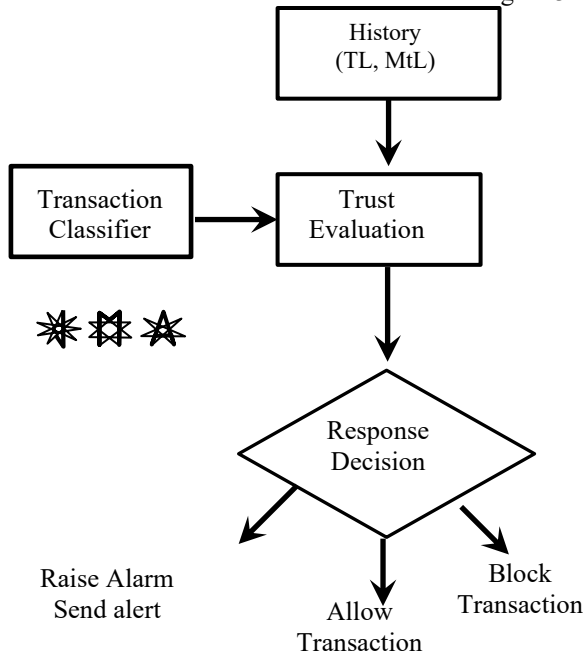 History
(TL, MtL)
Transaction
Classifier
Trust
Evaluation
Response
Decision
Raise Alarm
Send alert
Allow
Transaction
Block
Transaction